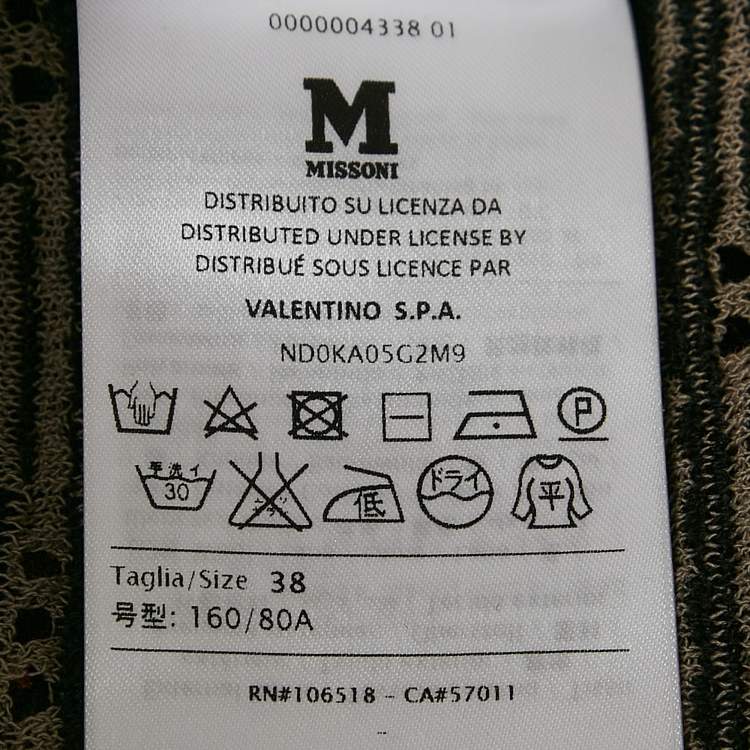 0000004338 01
M
MISSONI
DISTRIBUITO SU LICENZA DA
DISTRIBUTED UNDER LICENSE BY
DISTRIBUÉ SOUS LICENCE PAR
VALENTINO S.P.A.
ND0KA05G2M9
P
手洗イ
30
低
ドライ
平
Taglia/Size 38
号型: 160/80A
RN#106518 - CA#57011